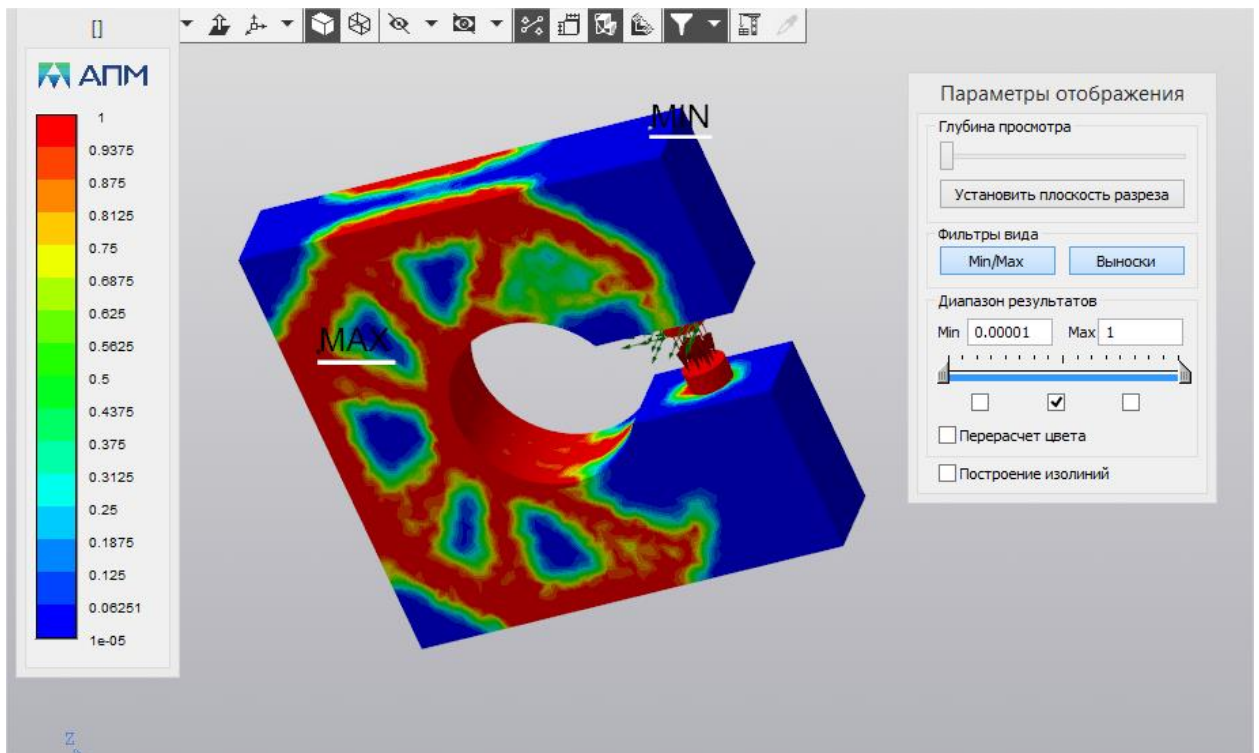 []
АПМ
1
0.9375
0.875
0.8125
0.75
0.6875
0.625
0.5625
0.5
0.4375
0.375
0.3125
0.25
0.1875
0.125
0.06251
1e-05
MIN
MAX
Z
Параметры отображения
Глубина просмотра
Установить плоскость разреза
Фильтры вида
Min/Max Выноски
Диапазон результатов
Min 0.00001 Max 1
Перерасчет цвета
Построение изолиний